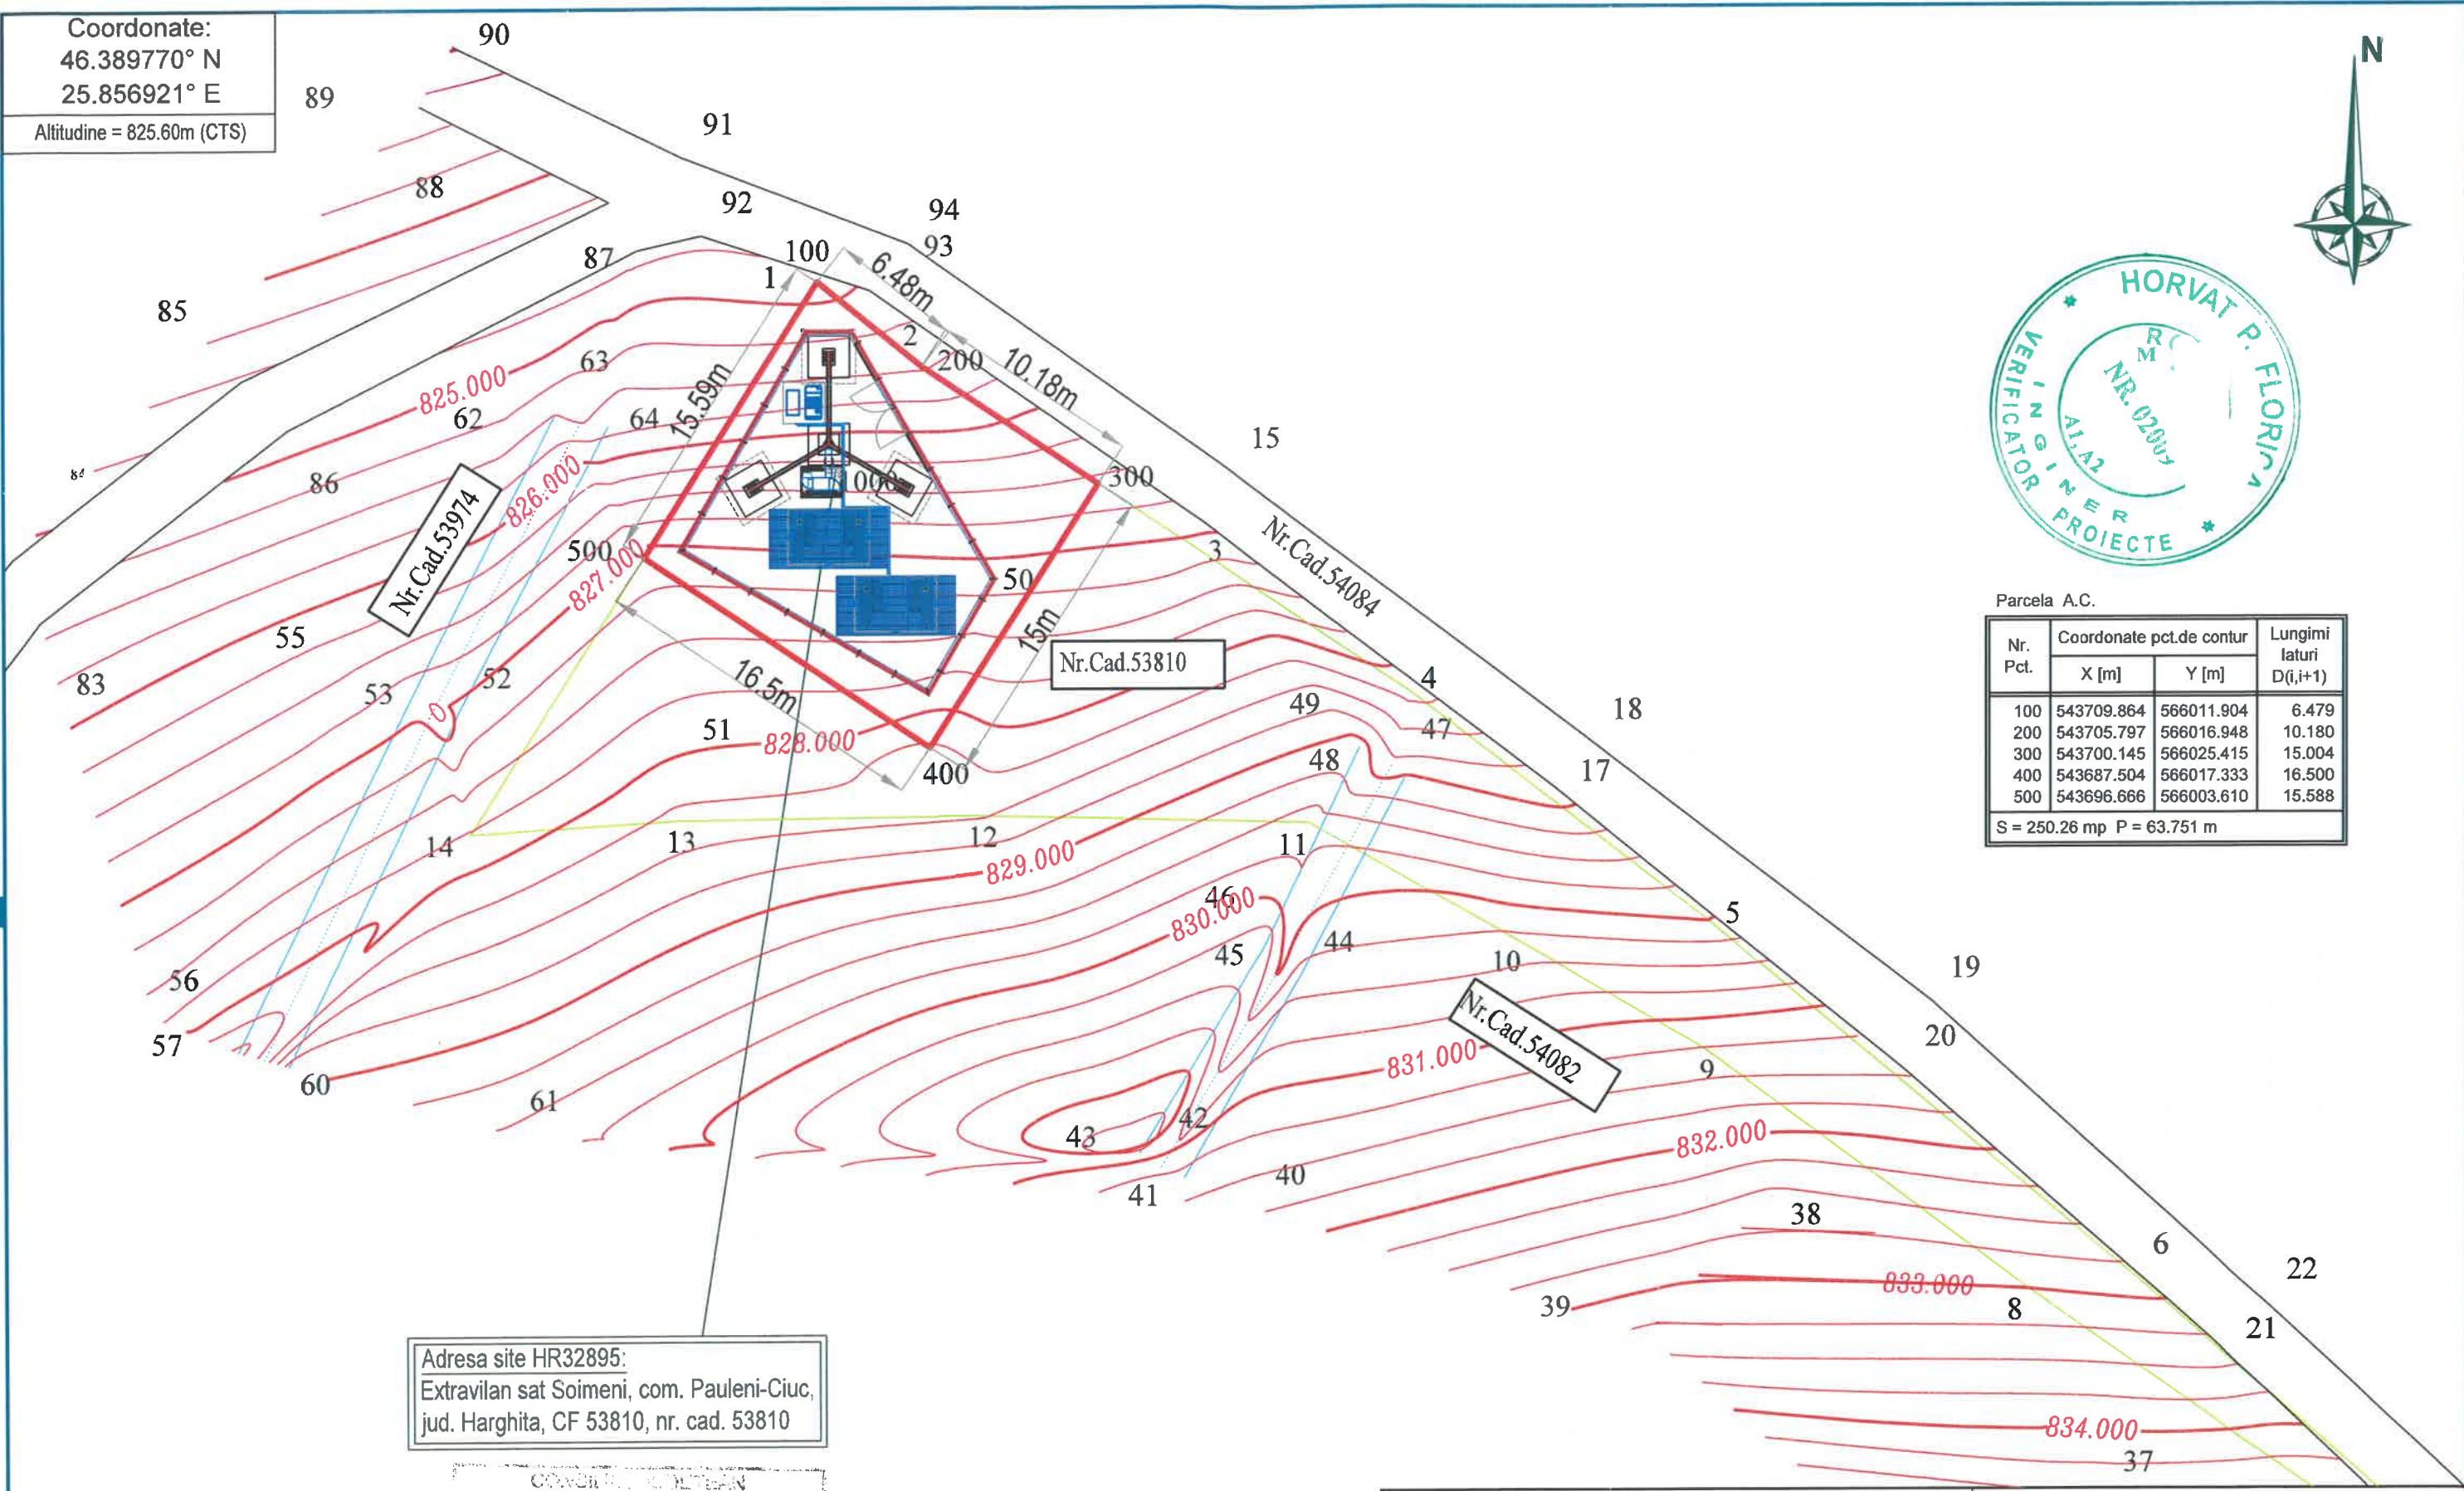 Coordonate:
46.389770° N
25.856921° E
Altitudine = 825.60m (CTS)
N
90
89
91
88
92
94
93
87
100
1
6.48m
85
2
200
10.18m
63
825.000
62
64
15.59m
15
84
86
826.000
1000
300
Nr.Cad.53974
500
827.000
3
Nr.Cad.54084
50
15m
55
Nr.Cad.53810
83
53
52
16.5m
4
49
18
51
828.000
47
48
17
400
14
13
12
11
829.000
46
830.000
5
45
44
10
19
56
57
Nr.Cad.54082
20
60
61
831.000
9
43
42
832.000
41
40
38
6
22
39
833.000
8
21
834.000
37
HORVAT P. FLORICA
VERIFICATOR
PROIECTE
INGINER
A1, A2
Parcela A.C.
Nr. Pct. Coordonate pct.de contur Lungimi laturi D(i,i+1)
X [m] Y [m]
100 543709.864 566011.904 6.479
200 543705.797 566016.948 10.180
300 543700.145 566025.415 15.004
400 543687.504 566017.333 16.500
500 543696.666 566003.610 15.588
S = 250.26 mp P = 63.751 m
Adresa site HR32895:
Extravilan sat Soimeni, com. Pauleni-Ciuc,
jud. Harghita, CF 53810, nr. cad. 53810